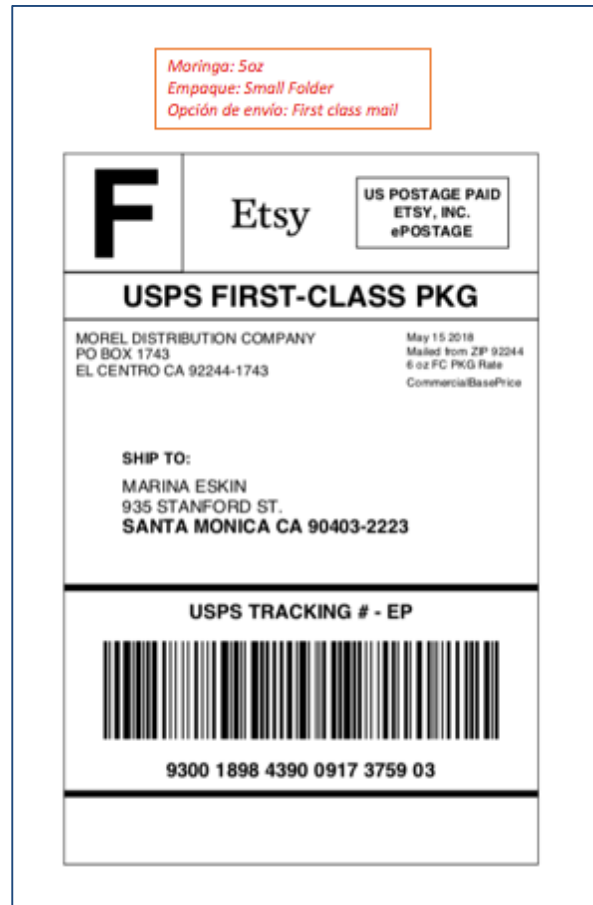 Moringa: 5oz
Empaque: Small Folder
Opción de envío: First class mail
F
Etsy
US POSTAGE PAID
ETSY, INC.
ePOSTAGE
USPS FIRST-CLASS PKG
MOREL DISTRIBUTION COMPANY
PO BOX 1743
EL CENTRO CA 92244-1743
May 15 2018
Mailed from ZIP 92244
6 oz FC PKG Rate
CommercialBasePrice
SHIP TO:
MARINA ESKIN
935 STANFORD ST.
SANTA MONICA CA 90403-2223
USPS TRACKING # - EP
9300 1898 4390 0917 3759 03